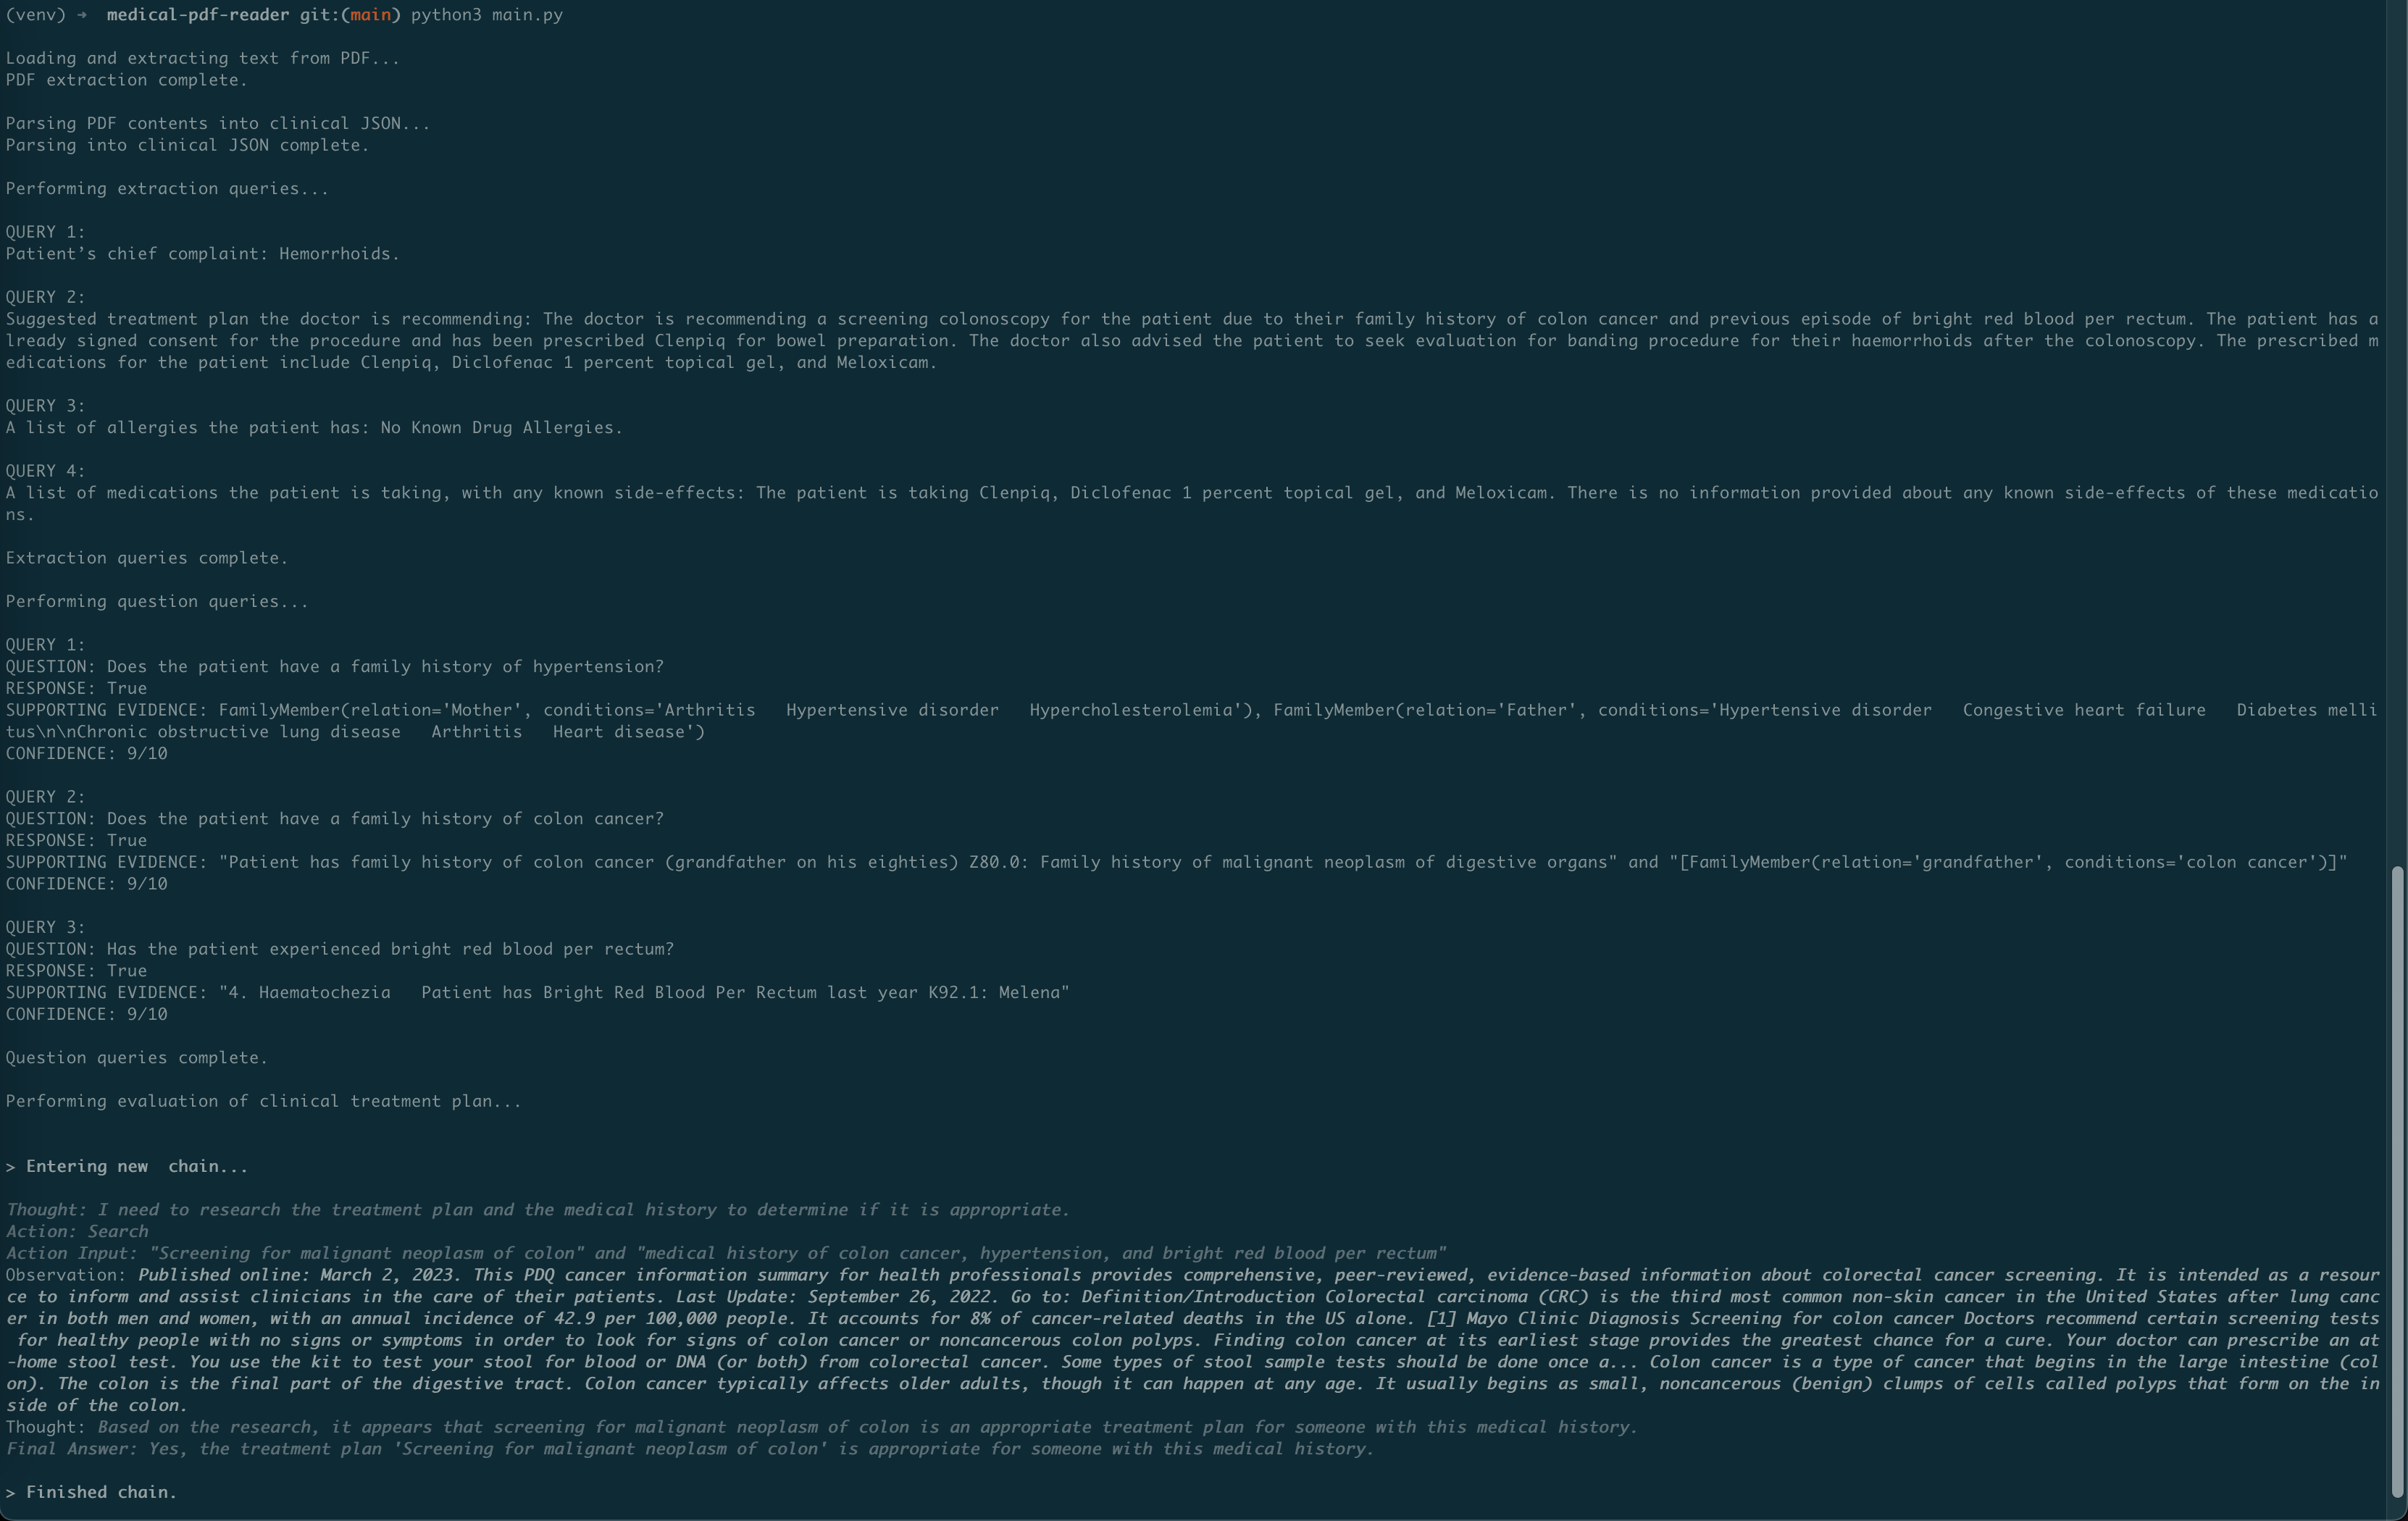 (venv) → medical-pdf-reader git:(main) python3 main.py
Loading and extracting text from PDF...
PDF extraction complete.
Parsing PDF contents into clinical JSON...
Parsing into clinical JSON complete.
Performing extraction queries...
QUERY 1:
Patient’s chief complaint: Hemorrhoids.
QUERY 2:
Suggested treatment plan the doctor is recommending: The doctor is recommending a screening colonoscopy for the patient due to their family history of colon cancer and previous episode of bright red blood per rectum. The patient has a
lready signed consent for the procedure and has been prescribed Clenpiq for bowel preparation. The doctor also advised the patient to seek evaluation for banding procedure for their haemorrhoids after the colonoscopy. The prescribed m
edications for the patient include Clenpiq, Diclofenac 1 percent topical gel, and Meloxicam.
QUERY 3:
A list of allergies the patient has: No Known Drug Allergies.
QUERY 4:
A list of medications the patient is taking, with any known side-effects: The patient is taking Clenpiq, Diclofenac 1 percent topical gel, and Meloxicam. There is no information provided about any known side-effects of these medicatio
ns.
Extraction queries complete.
Performing question queries...
QUERY 1:
QUESTION: Does the patient have a family history of hypertension?
RESPONSE: True
SUPPORTING EVIDENCE: FamilyMember(relation='Mother', conditions='Arthritis   Hypertensive disorder   Hypercholesterolemia'), FamilyMember(relation='Father', conditions='Hypertensive disorder   Congestive heart failure   Diabetes melli
tus\n\nChronic obstructive lung disease   Arthritis   Heart disease')
CONFIDENCE: 9/10
QUERY 2:
QUESTION: Does the patient have a family history of colon cancer?
RESPONSE: True
SUPPORTING EVIDENCE: "Patient has family history of colon cancer (grandfather on his eighties) Z80.0: Family history of malignant neoplasm of digestive organs" and "[FamilyMember(relation='grandfather', conditions='colon cancer')]"
CONFIDENCE: 9/10
QUERY 3:
QUESTION: Has the patient experienced bright red blood per rectum?
RESPONSE: True
SUPPORTING EVIDENCE: "4. Haematochezia   Patient has Bright Red Blood Per Rectum last year K92.1: Melena"
CONFIDENCE: 9/10
Question queries complete.
Performing evaluation of clinical treatment plan...
> Entering new  chain...
Thought: I need to research the treatment plan and the medical history to determine if it is appropriate.
Action: Search
Action Input: "Screening for malignant neoplasm of colon" and "medical history of colon cancer, hypertension, and bright red blood per rectum"
Observation: Published online: March 2, 2023. This PDQ cancer information summary for health professionals provides comprehensive, peer-reviewed, evidence-based information about colorectal cancer screening. It is intended as a resour
ce to inform and assist clinicians in the care of their patients. Last Update: September 26, 2022. Go to: Definition/Introduction Colorectal carcinoma (CRC) is the third most common non-skin cancer in the United States after lung canc
er in both men and women, with an annual incidence of 42.9 per 100,000 people. It accounts for 8% of cancer-related deaths in the US alone. [1] Mayo Clinic Diagnosis Screening for colon cancer Doctors recommend certain screening tests
 for healthy people with no signs or symptoms in order to look for signs of colon cancer or noncancerous colon polyps. Finding colon cancer at its earliest stage provides the greatest chance for a cure. Your doctor can prescribe an at
-home stool test. You use the kit to test your stool for blood or DNA (or both) from colorectal cancer. Some types of stool sample tests should be done once a... Colon cancer is a type of cancer that begins in the large intestine (col
on). The colon is the final part of the digestive tract. Colon cancer typically affects older adults, though it can happen at any age. It usually begins as small, noncancerous (benign) clumps of cells called polyps that form on the in
side of the colon.
Thought: Based on the research, it appears that screening for malignant neoplasm of colon is an appropriate treatment plan for someone with this medical history.
Final Answer: Yes, the treatment plan 'Screening for malignant neoplasm of colon' is appropriate for someone with this medical history.
> Finished chain.